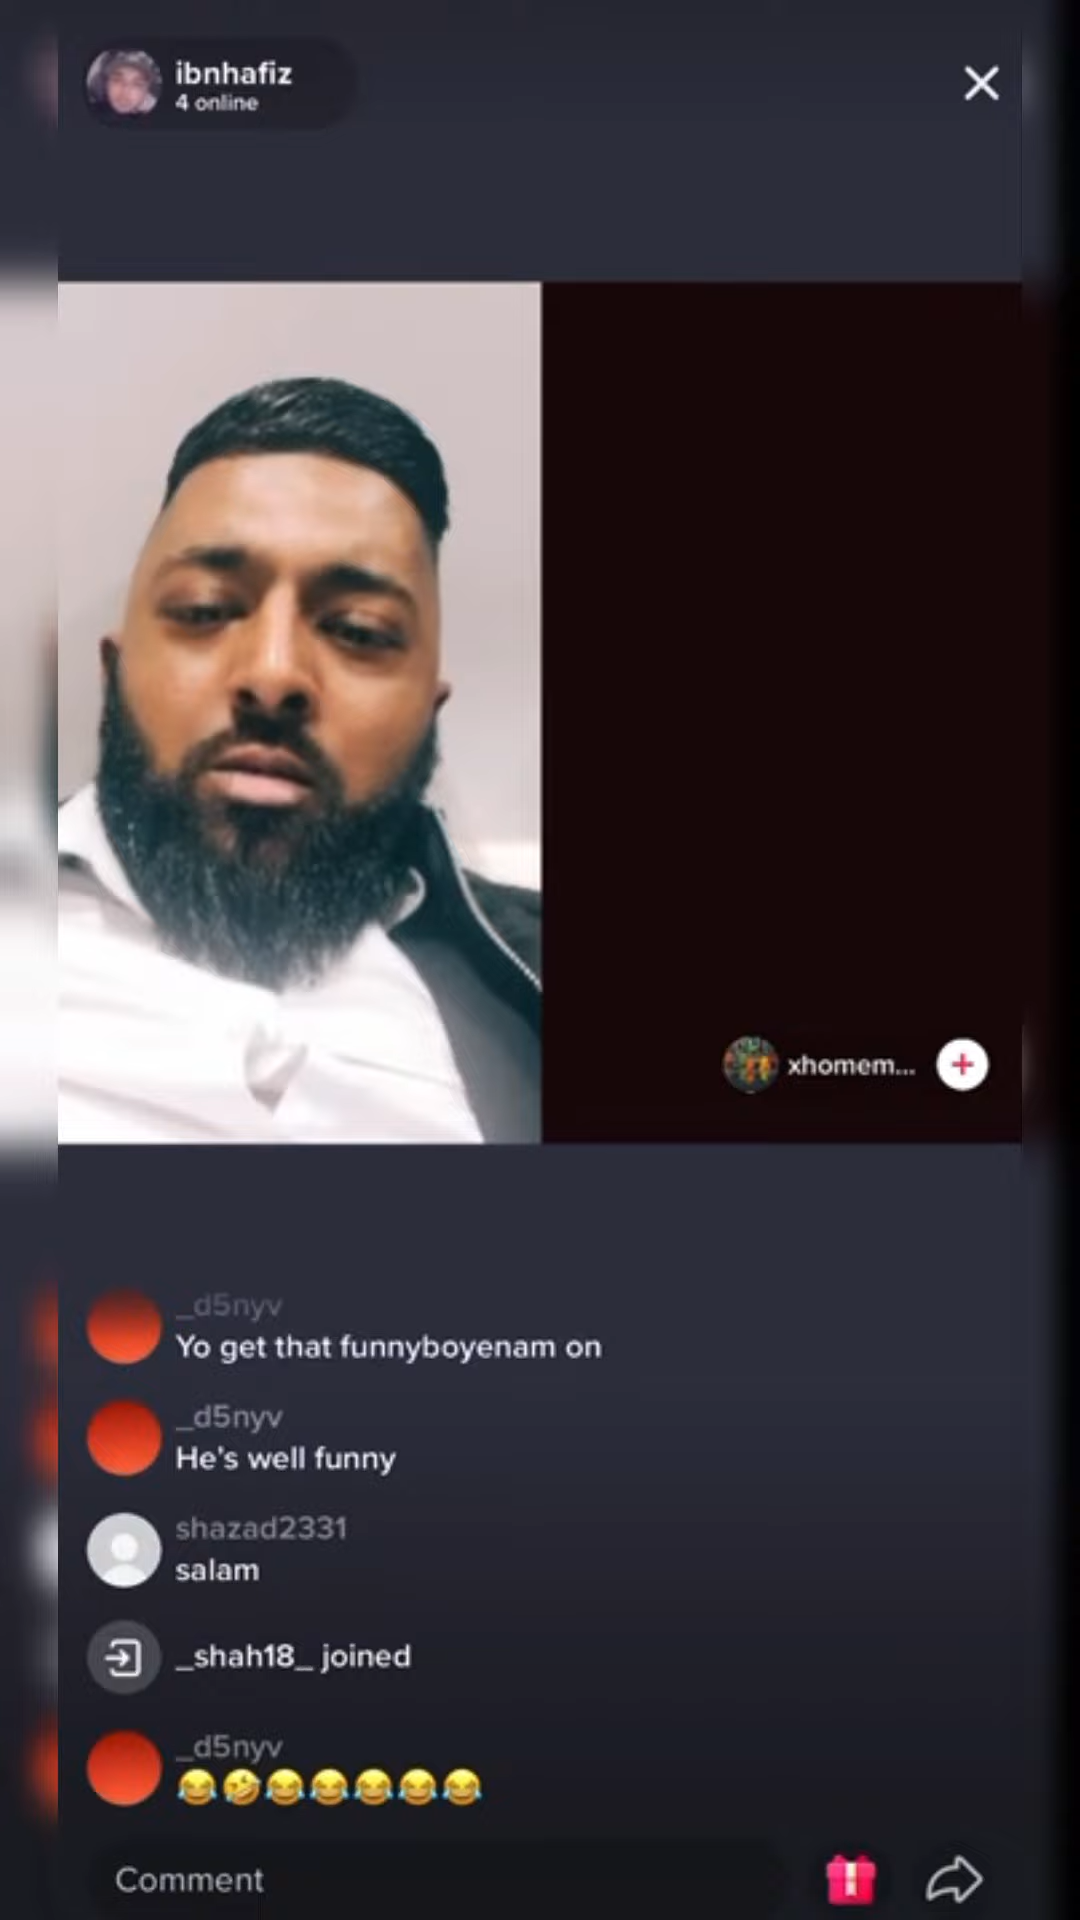 ibnhafiz
4 online
xhomem...
_d5nyv
Yo get that funnyboyenam on
_d5nyv
He's well funny
shazad2331
salam
_shah18_ joined
_d5nyv
😂🤣😂😂😂😂😂
Comment